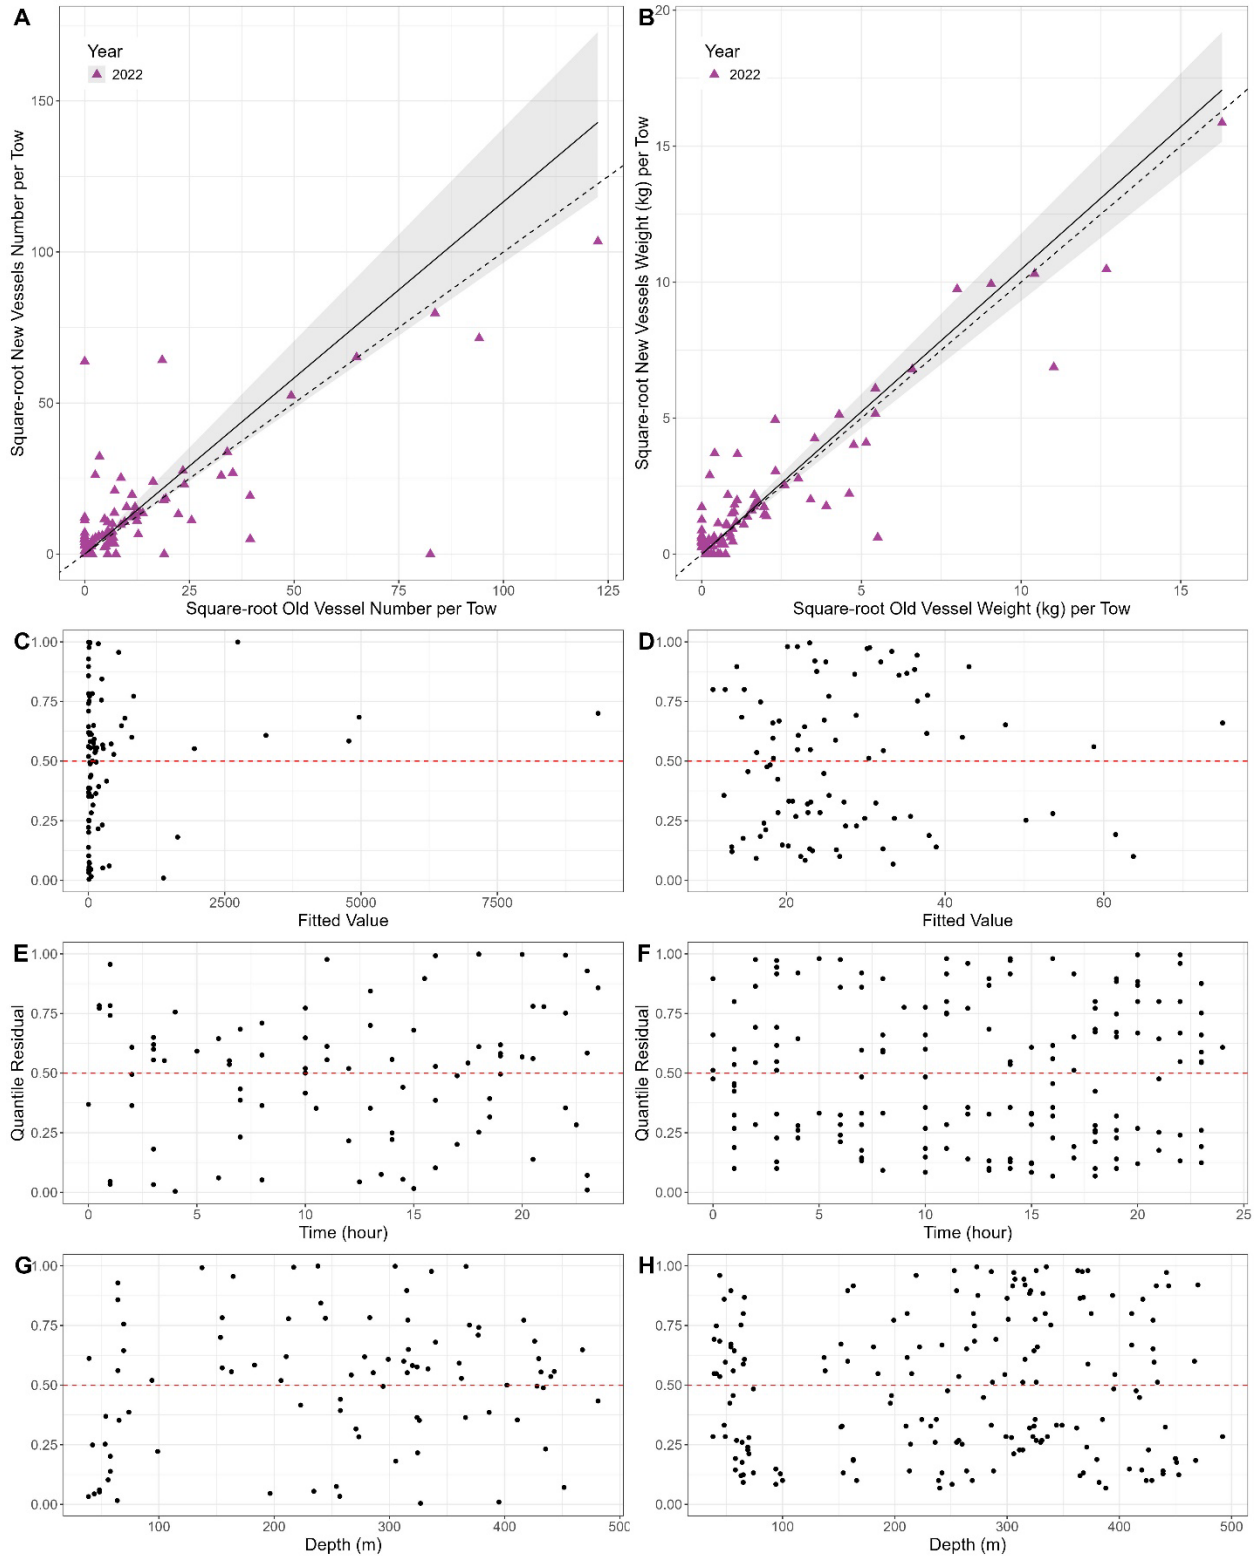 A
B
Year
2022
Year
2022
Square-root New Vessels Number per Tow
150
100
50
0
0 25 50 75 100 125
Square-root Old Vessel Number per Tow
Square-root New Vessels Weight (kg) per Tow
20
15
10
5
0
0 5 10 15
Square-root Old Vessel Weight (kg) per Tow
C
1.00
0.75
0.50
0.25
0.00
0 2500 5000 7500
Fitted Value
D
1.00
0.75
0.50
0.25
0.00
20 40 60
Fitted Value
E
Quantile Residual
1.00
0.75
0.50
0.25
0.00
0 5 10 15 20
Time (hour)
F
Quantile Residual
1.00
0.75
0.50
0.25
0.00
0 5 10 15 20 25
Time (hour)
G
1.00
0.75
0.50
0.25
0.00
100 200 300 400 500
Depth (m)
H
1.00
0.75
0.50
0.25
0.00
100 200 300 400 500
Depth (m)